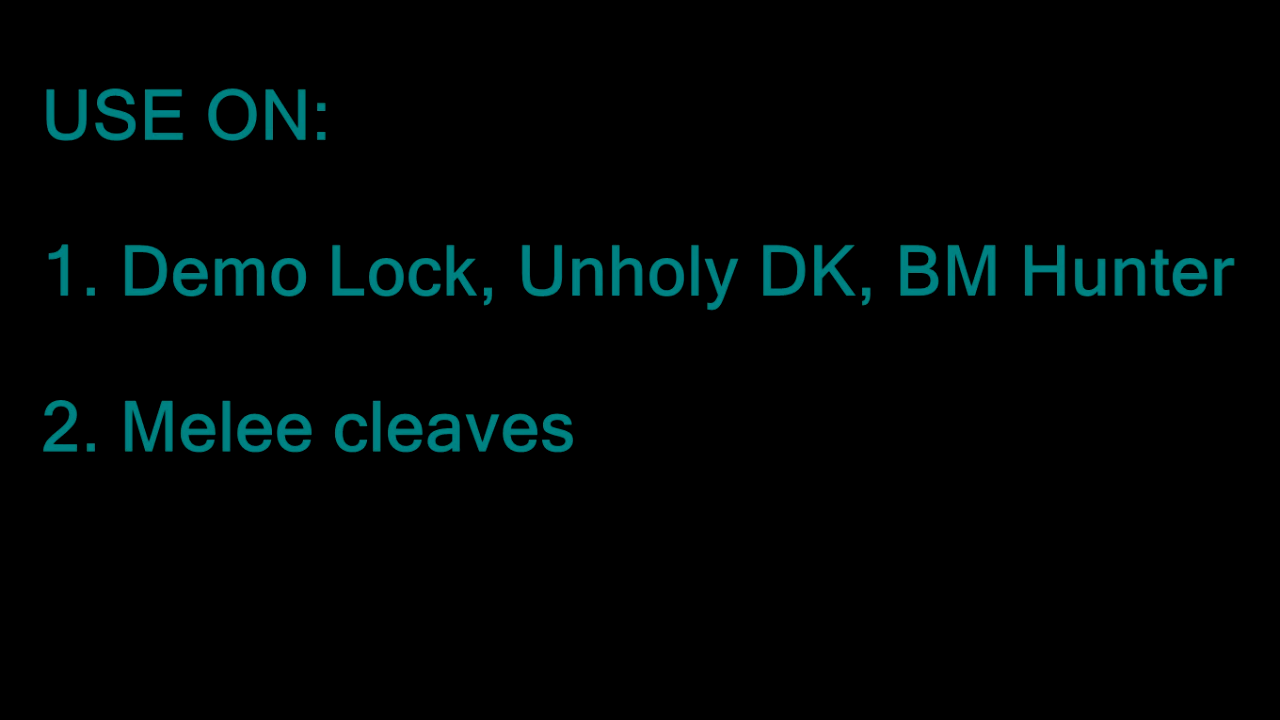 USE ON:
1. Demo Lock, Unholy DK, BM Hunter
2. Melee cleaves